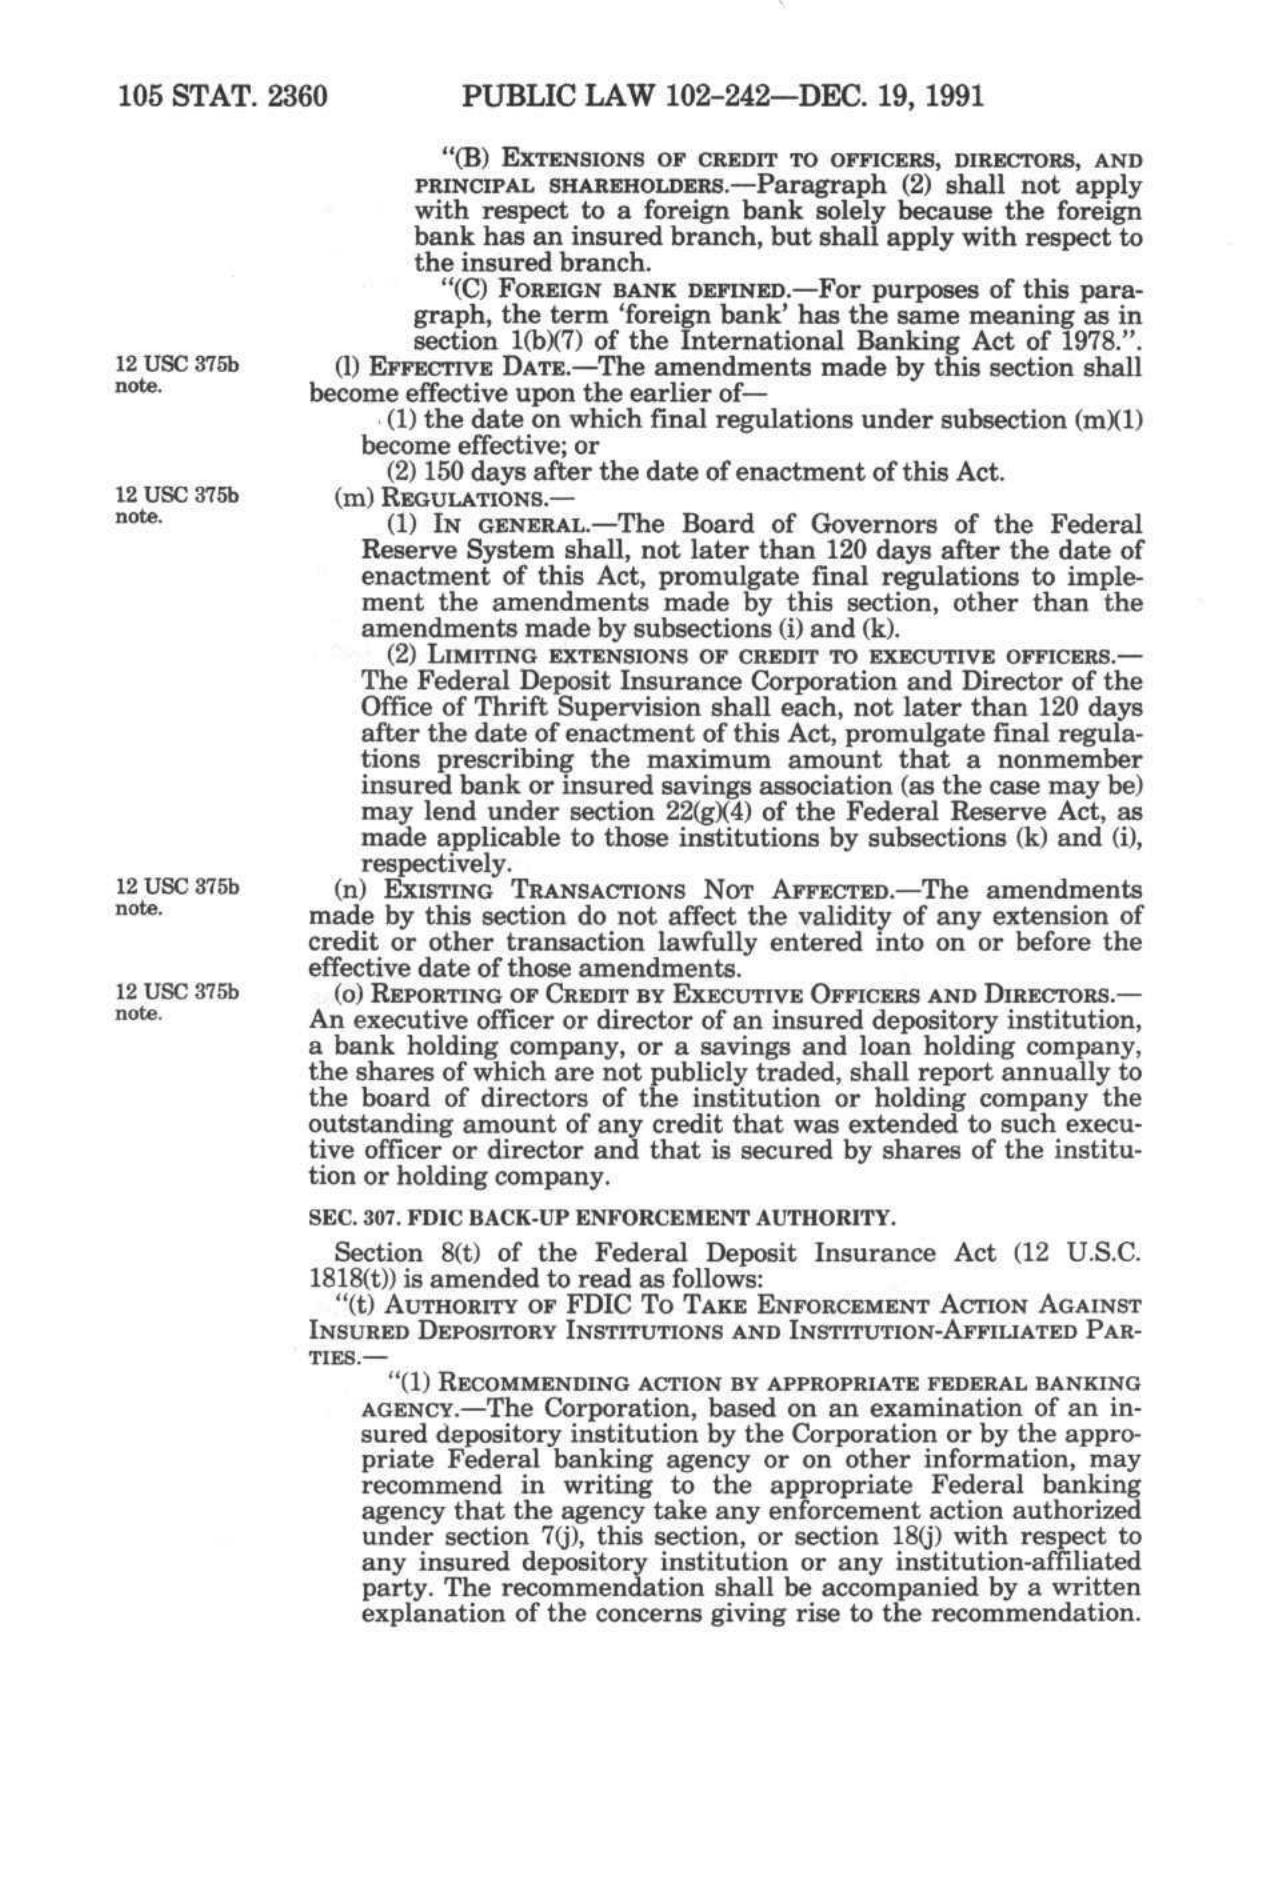 105 STAT. 2360 PUBLIC LAW 102-242—DEC. 19, 1991
"(B) EXTENSIONS OF CREDIT TO OFFICERS, DIRECTORS, AND
PRINCIPAL SHAREHOLDERS.—Paragraph (2) shall not apply
with respect to a foreign bank solely because the foreign
bank has an insured branch, but shall apply with respect to
the insured branch.
"(C) FOREIGN BANK DEFINED.—For purposes of this para-
graph, the term 'foreign bank' has the same meaning as in
section 1(b)(7) of the International Banking Act of 1978.".
12 USC 375b
note.
(l) EFFECTIVE DATE.—The amendments made by this section shall
become effective upon the earlier of—
(1) the date on which final regulations under subsection (m)(1)
become effective; or
(2) 150 days after the date of enactment of this Act.
12 USC 375b
note.
(m) REGULATIONS.—
(1) IN GENERAL.—The Board of Governors of the Federal
Reserve System shall, not later than 120 days after the date of
enactment of this Act, promulgate final regulations to imple-
ment the amendments made by this section, other than the
amendments made by subsections (i) and (k).
(2) LIMITING EXTENSIONS OF CREDIT TO EXECUTIVE OFFICERS.—
The Federal Deposit Insurance Corporation and Director of the
Office of Thrift Supervision shall each, not later than 120 days
after the date of enactment of this Act, promulgate final regula-
tions prescribing the maximum amount that a nonmember
insured bank or insured savings association (as the case may be)
may lend under section 22(g)(4) of the Federal Reserve Act, as
made applicable to those institutions by subsections (k) and (i),
respectively.
12 USC 375b
note.
(n) EXISTING TRANSACTIONS NOT AFFECTED.—The amendments
made by this section do not affect the validity of any extension of
credit or other transaction lawfully entered into on or before the
effective date of those amendments.
12 USC 375b
note.
(o) REPORTING OF CREDIT BY EXECUTIVE OFFICERS AND DIRECTORS.—
An executive officer or director of an insured depository institution,
a bank holding company, or a savings and loan holding company,
the shares of which are not publicly traded, shall report annually to
the board of directors of the institution or holding company the
outstanding amount of any credit that was extended to such execu-
tive officer or director and that is secured by shares of the institu-
tion or holding company.
SEC. 307. FDIC BACK-UP ENFORCEMENT AUTHORITY.
Section 8(t) of the Federal Deposit Insurance Act (12 U.S.C.
1818(t)) is amended to read as follows:
"(t) AUTHORITY OF FDIC TO TAKE ENFORCEMENT ACTION AGAINST
INSURED DEPOSITORY INSTITUTIONS AND INSTITUTION-AFFILIATED PAR-
TIES.—
"(1) RECOMMENDING ACTION BY APPROPRIATE FEDERAL BANKING
AGENCY.—The Corporation, based on an examination of an in-
sured depository institution by the Corporation or by the appro-
priate Federal banking agency or on other information, may
recommend in writing to the appropriate Federal banking
agency that the agency take any enforcement action authorized
under section 7(j), this section, or section 18(j) with respect to
any insured depository institution or any institution-affiliated
party. The recommendation shall be accompanied by a written
explanation of the concerns giving rise to the recommendation.